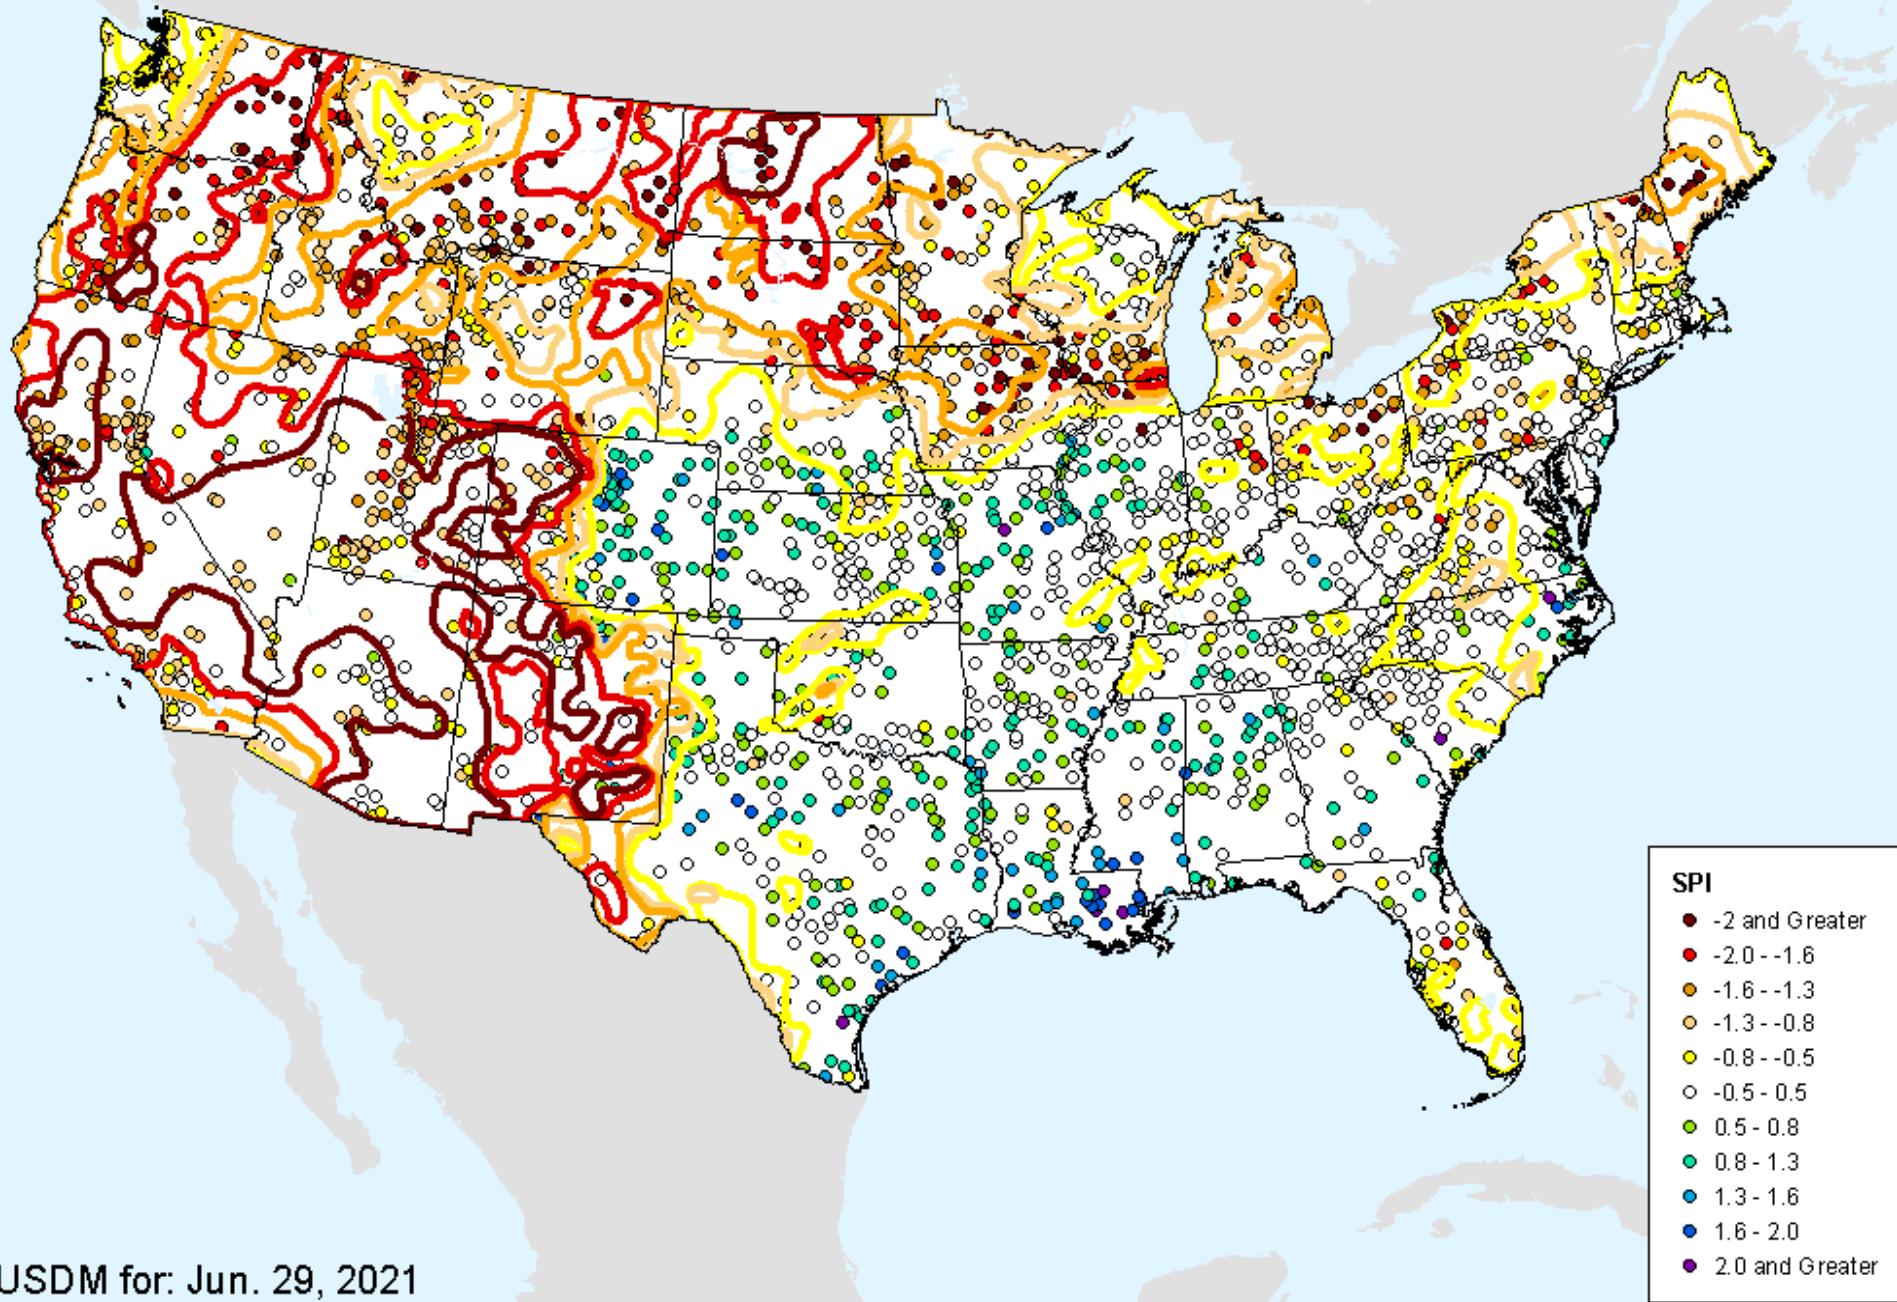 SPI
-2 and Greater
-2.0 - -1.6
-1.6 - -1.3
-1.3 - -0.8
-0.8 - -0.5
-0.5 - 0.5
0.5 - 0.8
0.8 - 1.3
1.3 - 1.6
1.6 - 2.0
2.0 and Greater
USDM for: Jun. 29, 2021